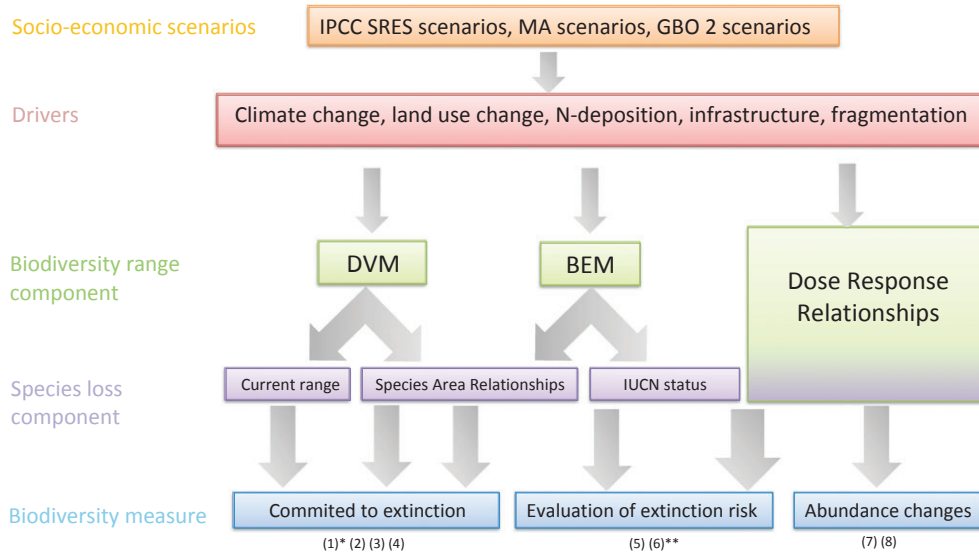 Socio-economic scenarios
IPCC SRES scenarios, MA scenarios, GBO 2 scenarios
Drivers
Climate change, land use change, N-deposition, infrastructure, fragmentation
Biodiversity range
component
DVM
BEM
Dose Response
Relationships
Species loss
component
Current range
Species Area Relationships
IUCN status
Biodiversity measure
Commited to extinction
Evaluation of extinction risk
Abundance changes
(1)* (2) (3) (4)
(5) (6)**
(7) (8)